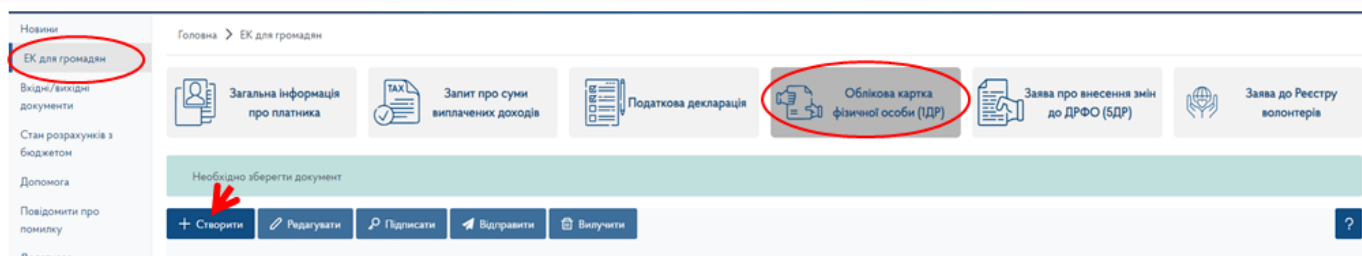 Новини
ЕК для громадян
Вхідні/вихідні
документи
Стан розрахунків з
бюджетом
Допомога
Повідомити про
помилку
Головна > ЕК для громадян
Загальна інформація
про платника
TAX
Запит про суми
виплачених доходів
Податкова декларація
Облікова картка
фізичної особи (1ДР)
Заява про внесення змін
до ДРФО (5ДР)
Заява до Реєстру
волонтерів
Необхідно зберегти документ
+ Створити
Редагувати
Підписати
Відправити
Вилучити
?